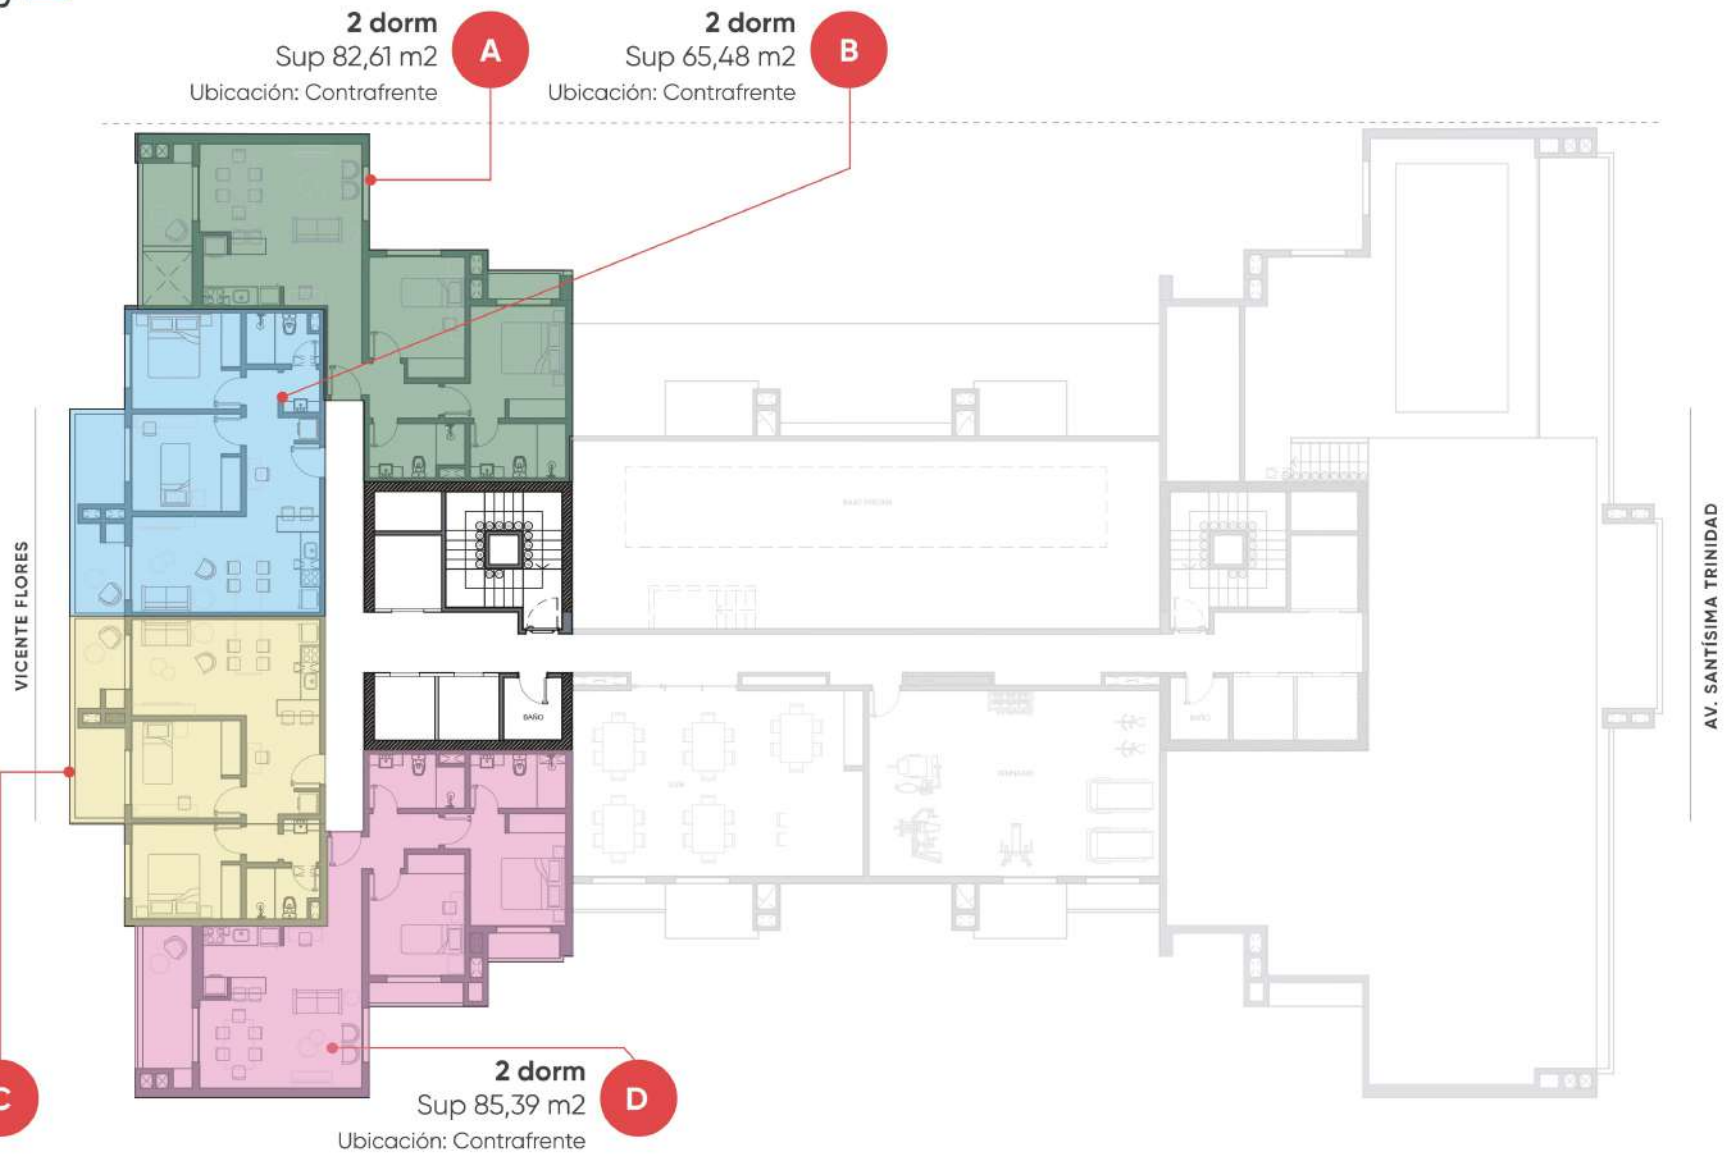 2 dorm
Sup 82,61 m2
Ubicación: Contrafrente
A
2 dorm
Sup 65,48 m2
Ubicación: Contrafrente
B
VICENTE FLORES
AV. SANTÍSIMA TRINIDAD
BAÑO
C
2 dorm
Sup 85,39 m2
Ubicación: Contrafrente
D